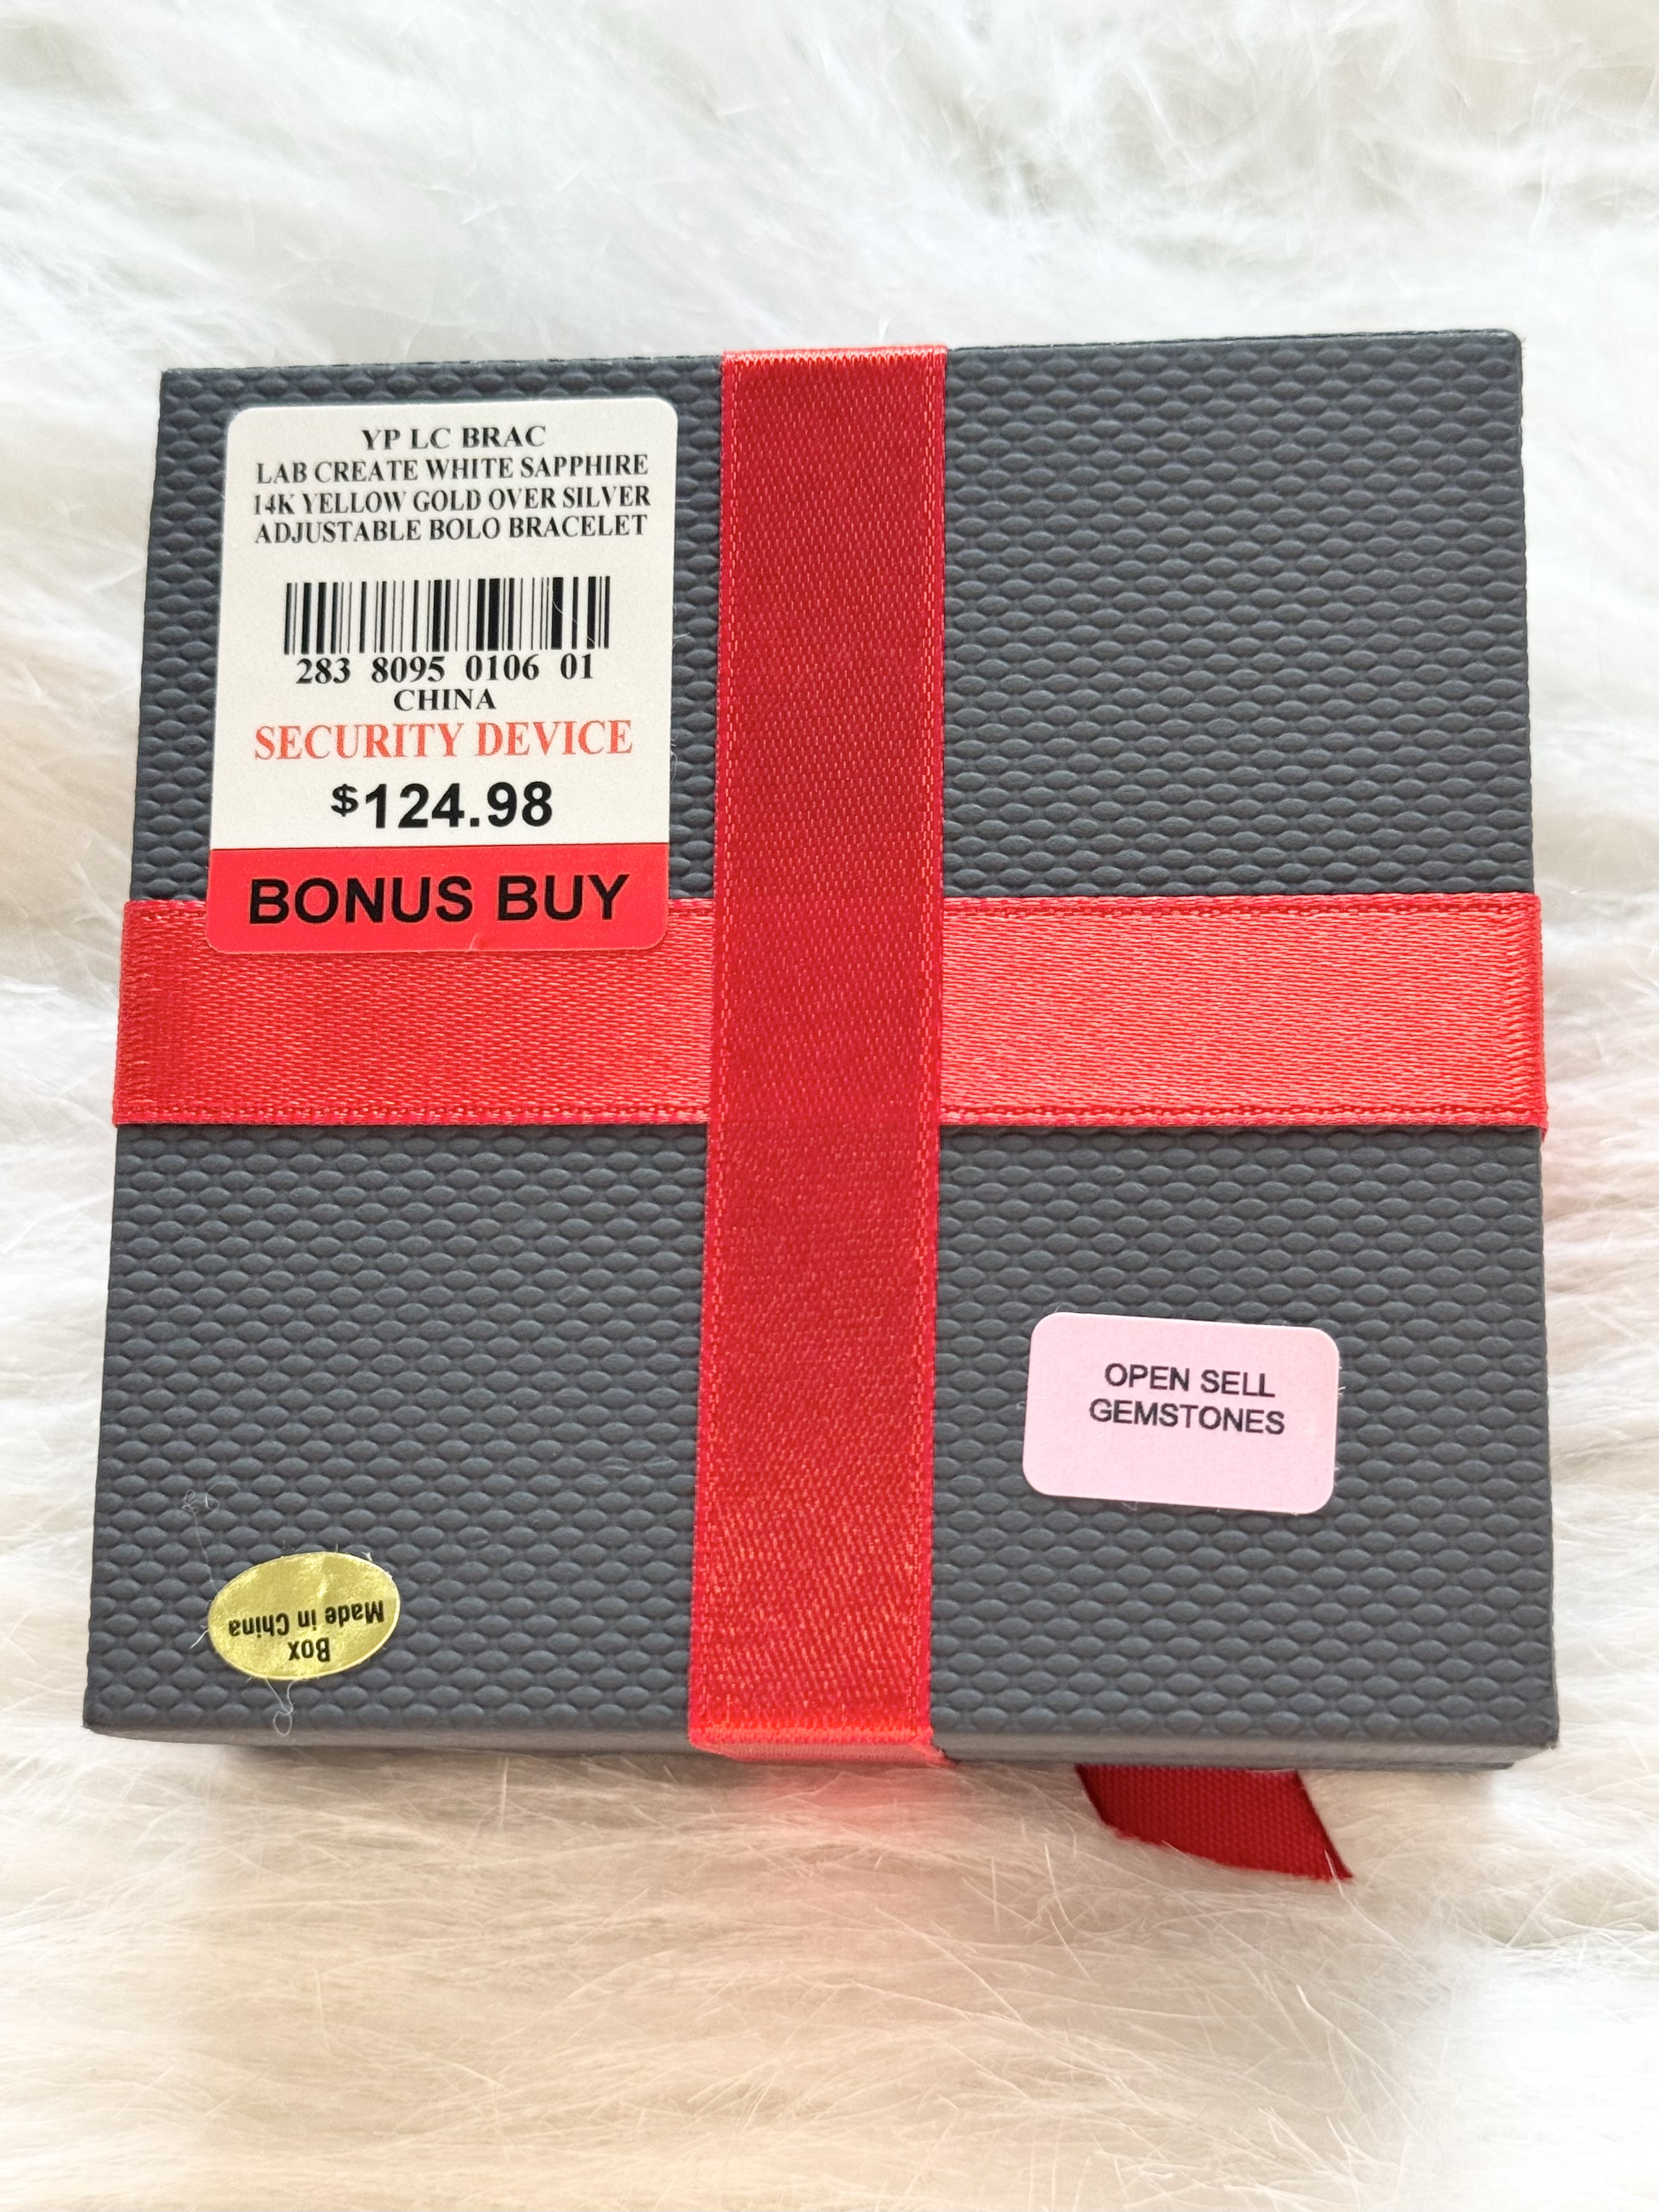 YP LC BRAC
LAB CREATE WHITE SAPPHIRE
14K YELLOW GOLD OVER SILVER
ADJUSTABLE BOLO BRACELET
283 8095 0106 01
CHINA
SECURITY DEVICE
$124.98
BONUS BUY
OPEN SELL
GEMSTONES
Box
Made in China